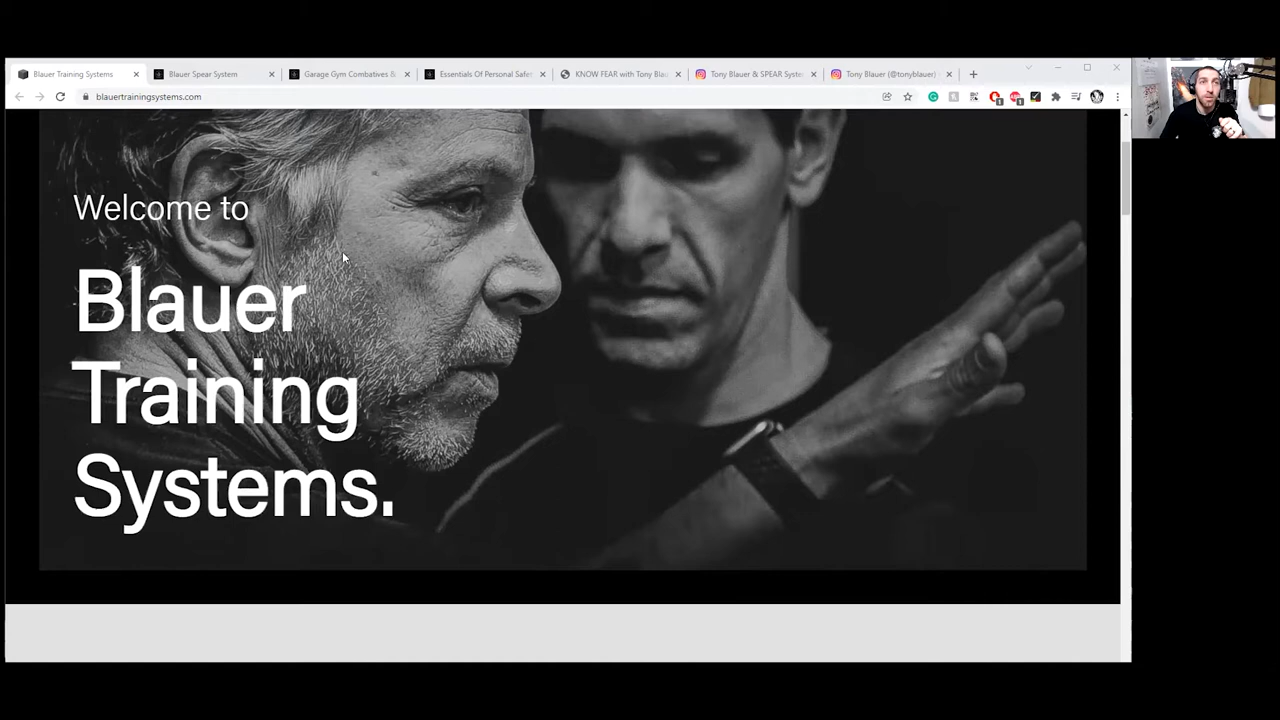 Blauer Training Systems
Blauer Spear System
Garage Gym Combatives &
Essentials Of Personal Safe
KNOW FEAR with Tony Bla
Tony Blauer & SPEAR Syste
Tony Blauer (@tonyblauer)
blauertrainingsystems.com
Welcome to
Blauer
Training
Systems.